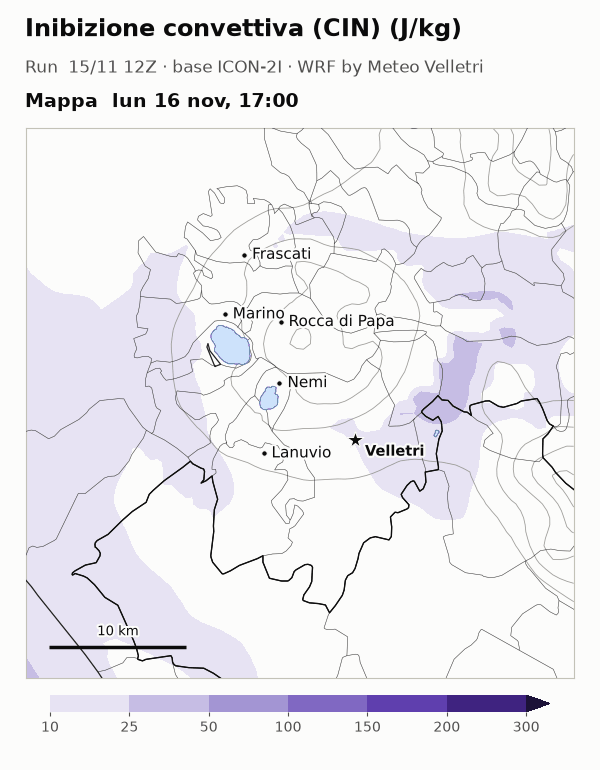 Inibizione convettiva (CIN) (J/kg)
Run  15/11 12Z · base ICON-2I · WRF by Meteo Velletri
Mappa  lun 16 nov, 17:00
Frascati
Marino
Rocca di Papa
Nemi
Velletri
Lanuvio
10 km
10 25 50 100 150 200 300